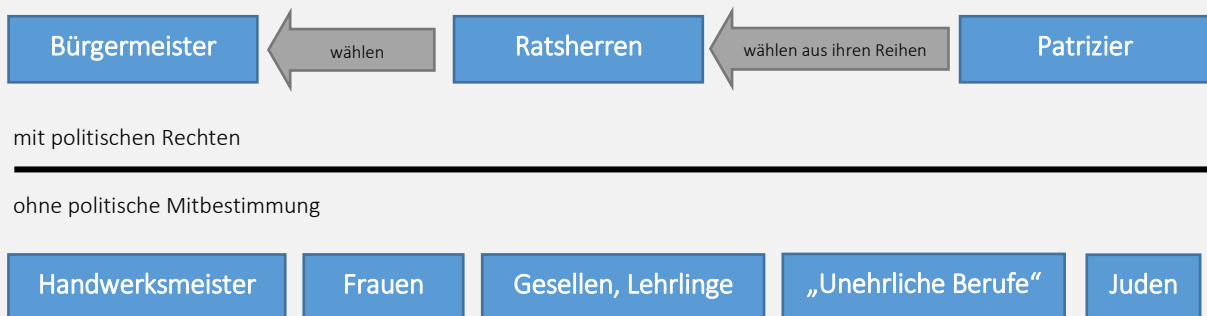 Bürgermeister
wählen
Ratsherren
wählen aus ihren Reihen
Patrizier
mit politischen Rechten
ohne politische Mitbestimmung
Handwerksmeister
Frauen
Gesellen, Lehrlinge
„Unehrliche Berufe“
Juden